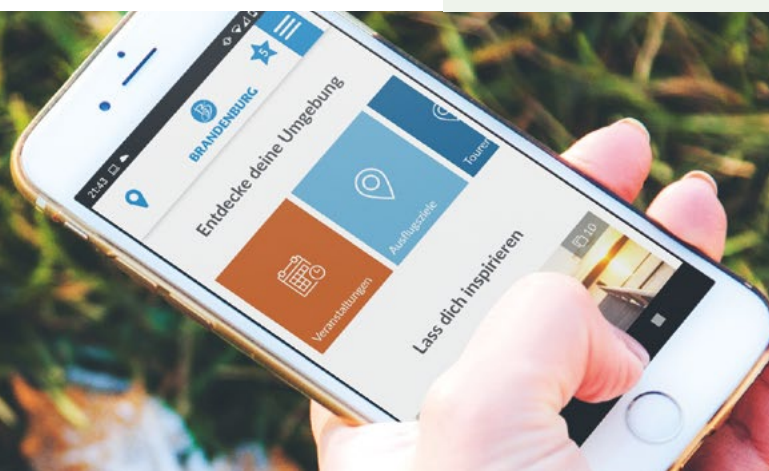 21:43
5
BRANDENBURG
Entdecke deine Umgebung
Veranstaltungen
Ausflugsziele
Touren
Lass dich inspirieren
10